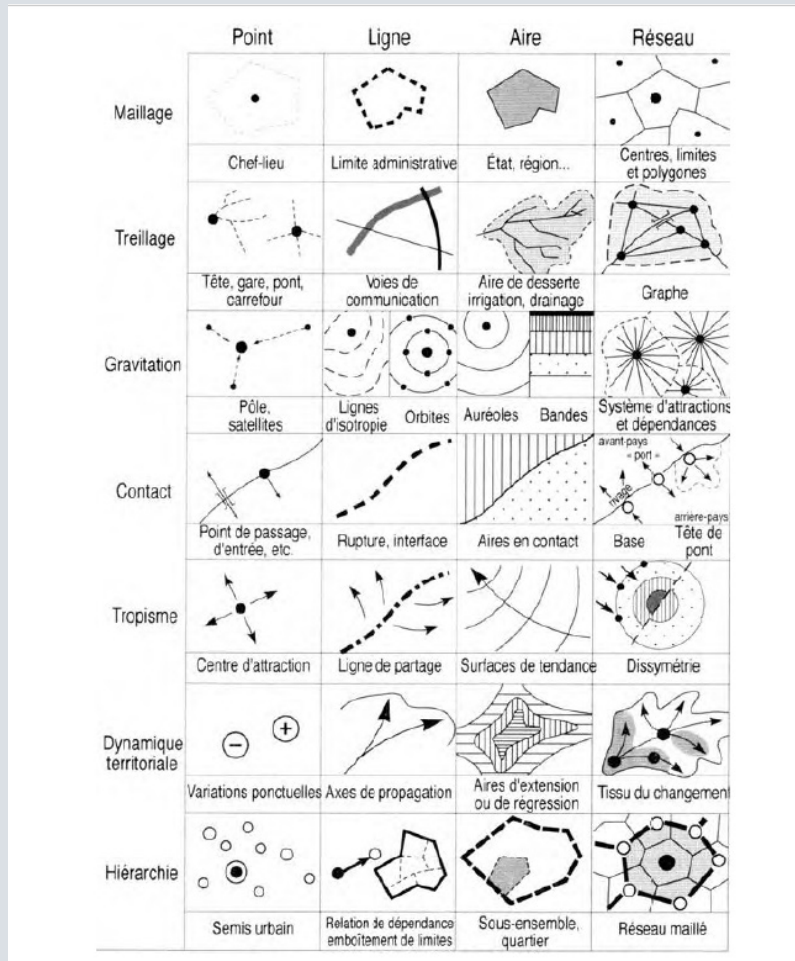 Point Ligne Aire Réseau
Maillage
Chef-lieu
Limite administrative
État, région...
Centres, limites
et polygones
Treillage
Tête, gare, pont,
carrefour
Voies de
communication
Aire de desserte
irrigation, drainage
Graphe
Gravitation
Pôle,
satellites
Lignes
d'isotropie
Orbites
Auréoles
Bandes
Système d'attractions
et dépendances
Contact
avant-pays
« port »
rivage
arrière-pays
Point de passage,
d'entrée, etc.
Rupture, interface
Aires en contact
Base
Tête de
pont
Tropisme
Centre d'attraction
Ligne de partage
Surfaces de tendance
Dissymétrie
Dynamique
territoriale
− +
Variations ponctuelles
Axes de propagation
Aires d'extension
ou de régression
Tissu du changement
Hiérarchie
Semis urbain
Relation de dépendance
emboîtement de limites
Sous-ensemble,
quartier
Réseau maillé